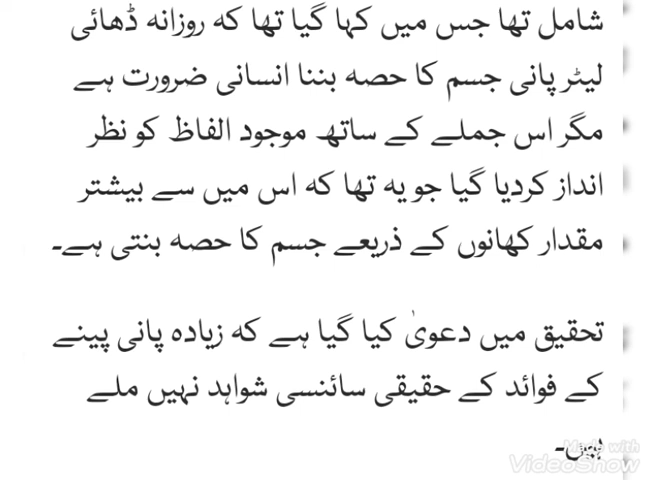 شامل تھا جس میں کہا گیا تھا کہ روزانہ ڈھائی
لیٹر پانی جسم کا حصہ بننا انسانی ضرورت ہے
مگر اس جملے کے ساتھ موجود الفاظ کو نظر
انداز کردیا گیا جو یہ تھا کہ اس میں سے بیشتر
مقدار کھانوں کے ذریعے جسم کا حصہ بنتی ہے۔
تحقیق میں دعویٰ کیا گیا ہے کہ زیادہ پانی پینے
کے فوائد کے حقیقی سائنسی شواہد نہیں ملے
ہیں۔
Made with
VideoShow